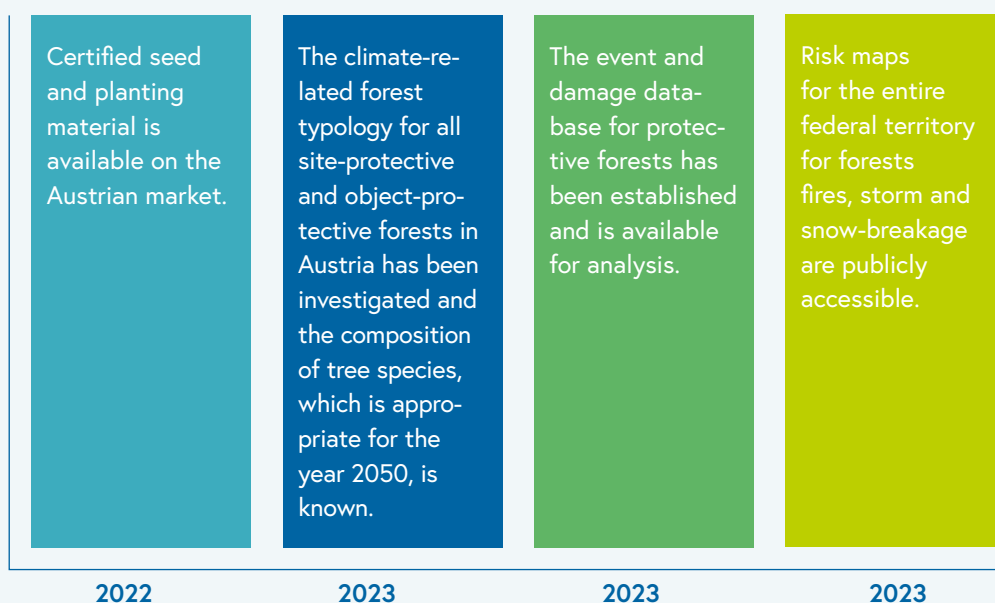 Certified seed
and planting
material is
available on the
Austrian market.
The climate-re-
lated forest
typology for all
site-protective
and object-pro-
tective forests in
Austria has been
investigated and
the composition
of tree species,
which is appro-
priate for the
year 2050, is
known.
The event and
damage data-
base for protec-
tive forests has
been established
and is available
for analysis.
Risk maps
for the entire
federal territory
for forests
fires, storm and
snow-breakage
are publicly
accessible.
2022
2023
2023
2023